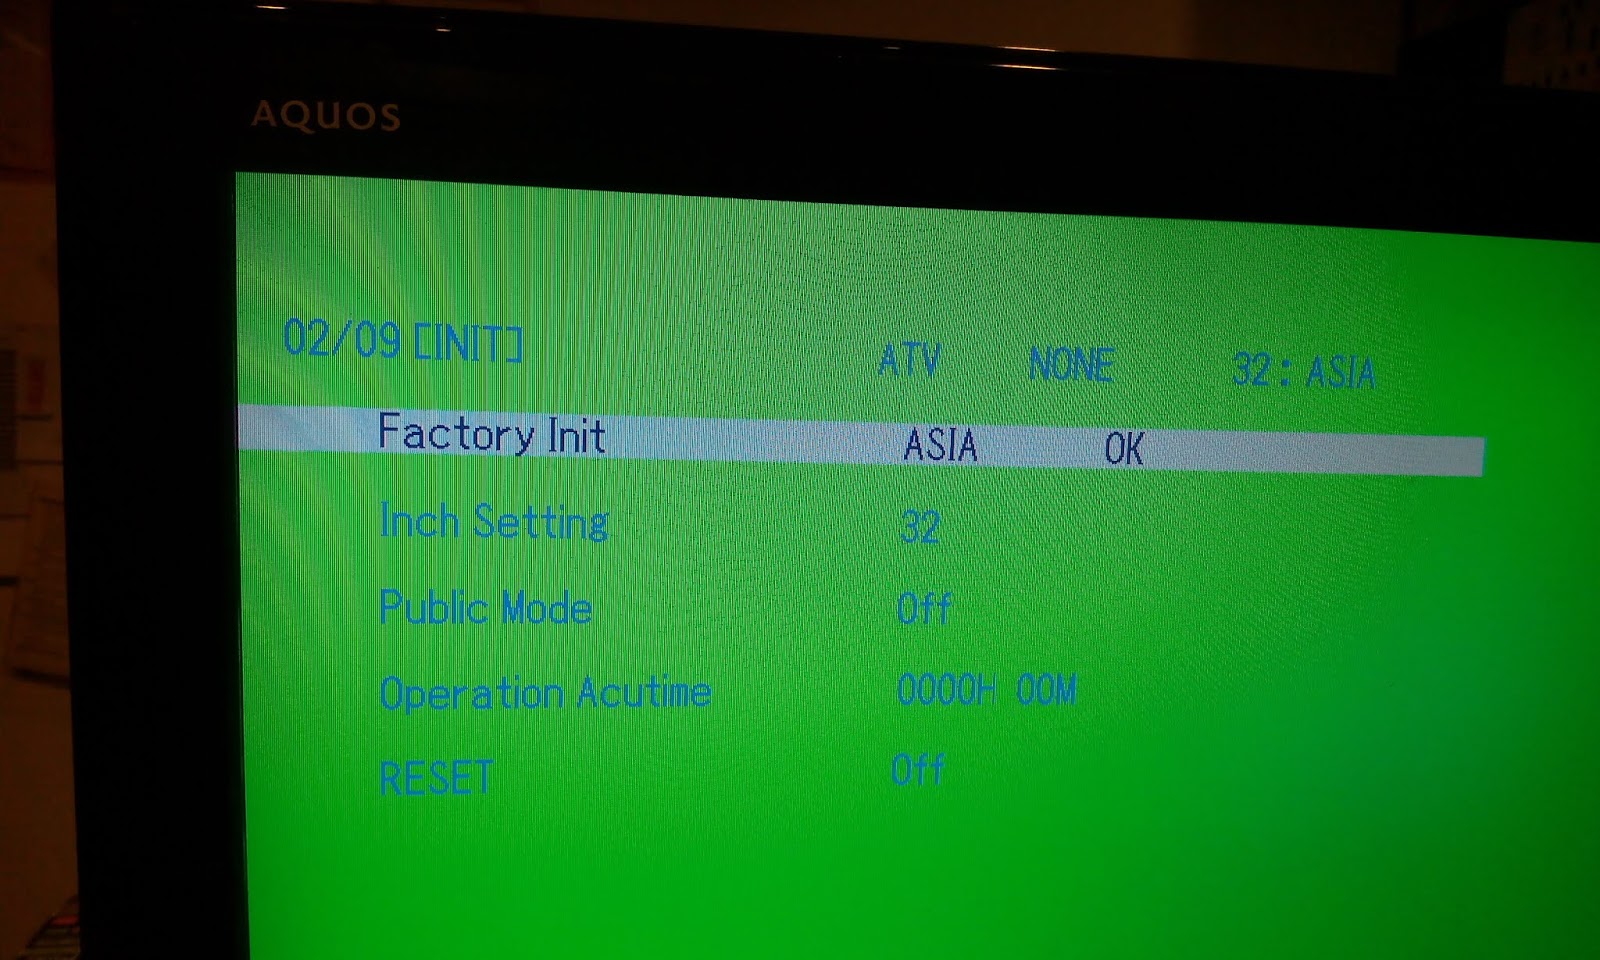 AQUOS
02/09 [INIT] ATV NONE 32: ASIA
Factory Init ASIA OK
Inch Setting 32
Public Mode Off
Operation Acutime 0000H 00M
RESET Off